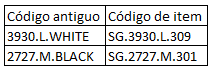 Código antiguo Código de item
3930.L.WHITE SG.3930.L.309
2727.M.BLACK SG.2727.M.301